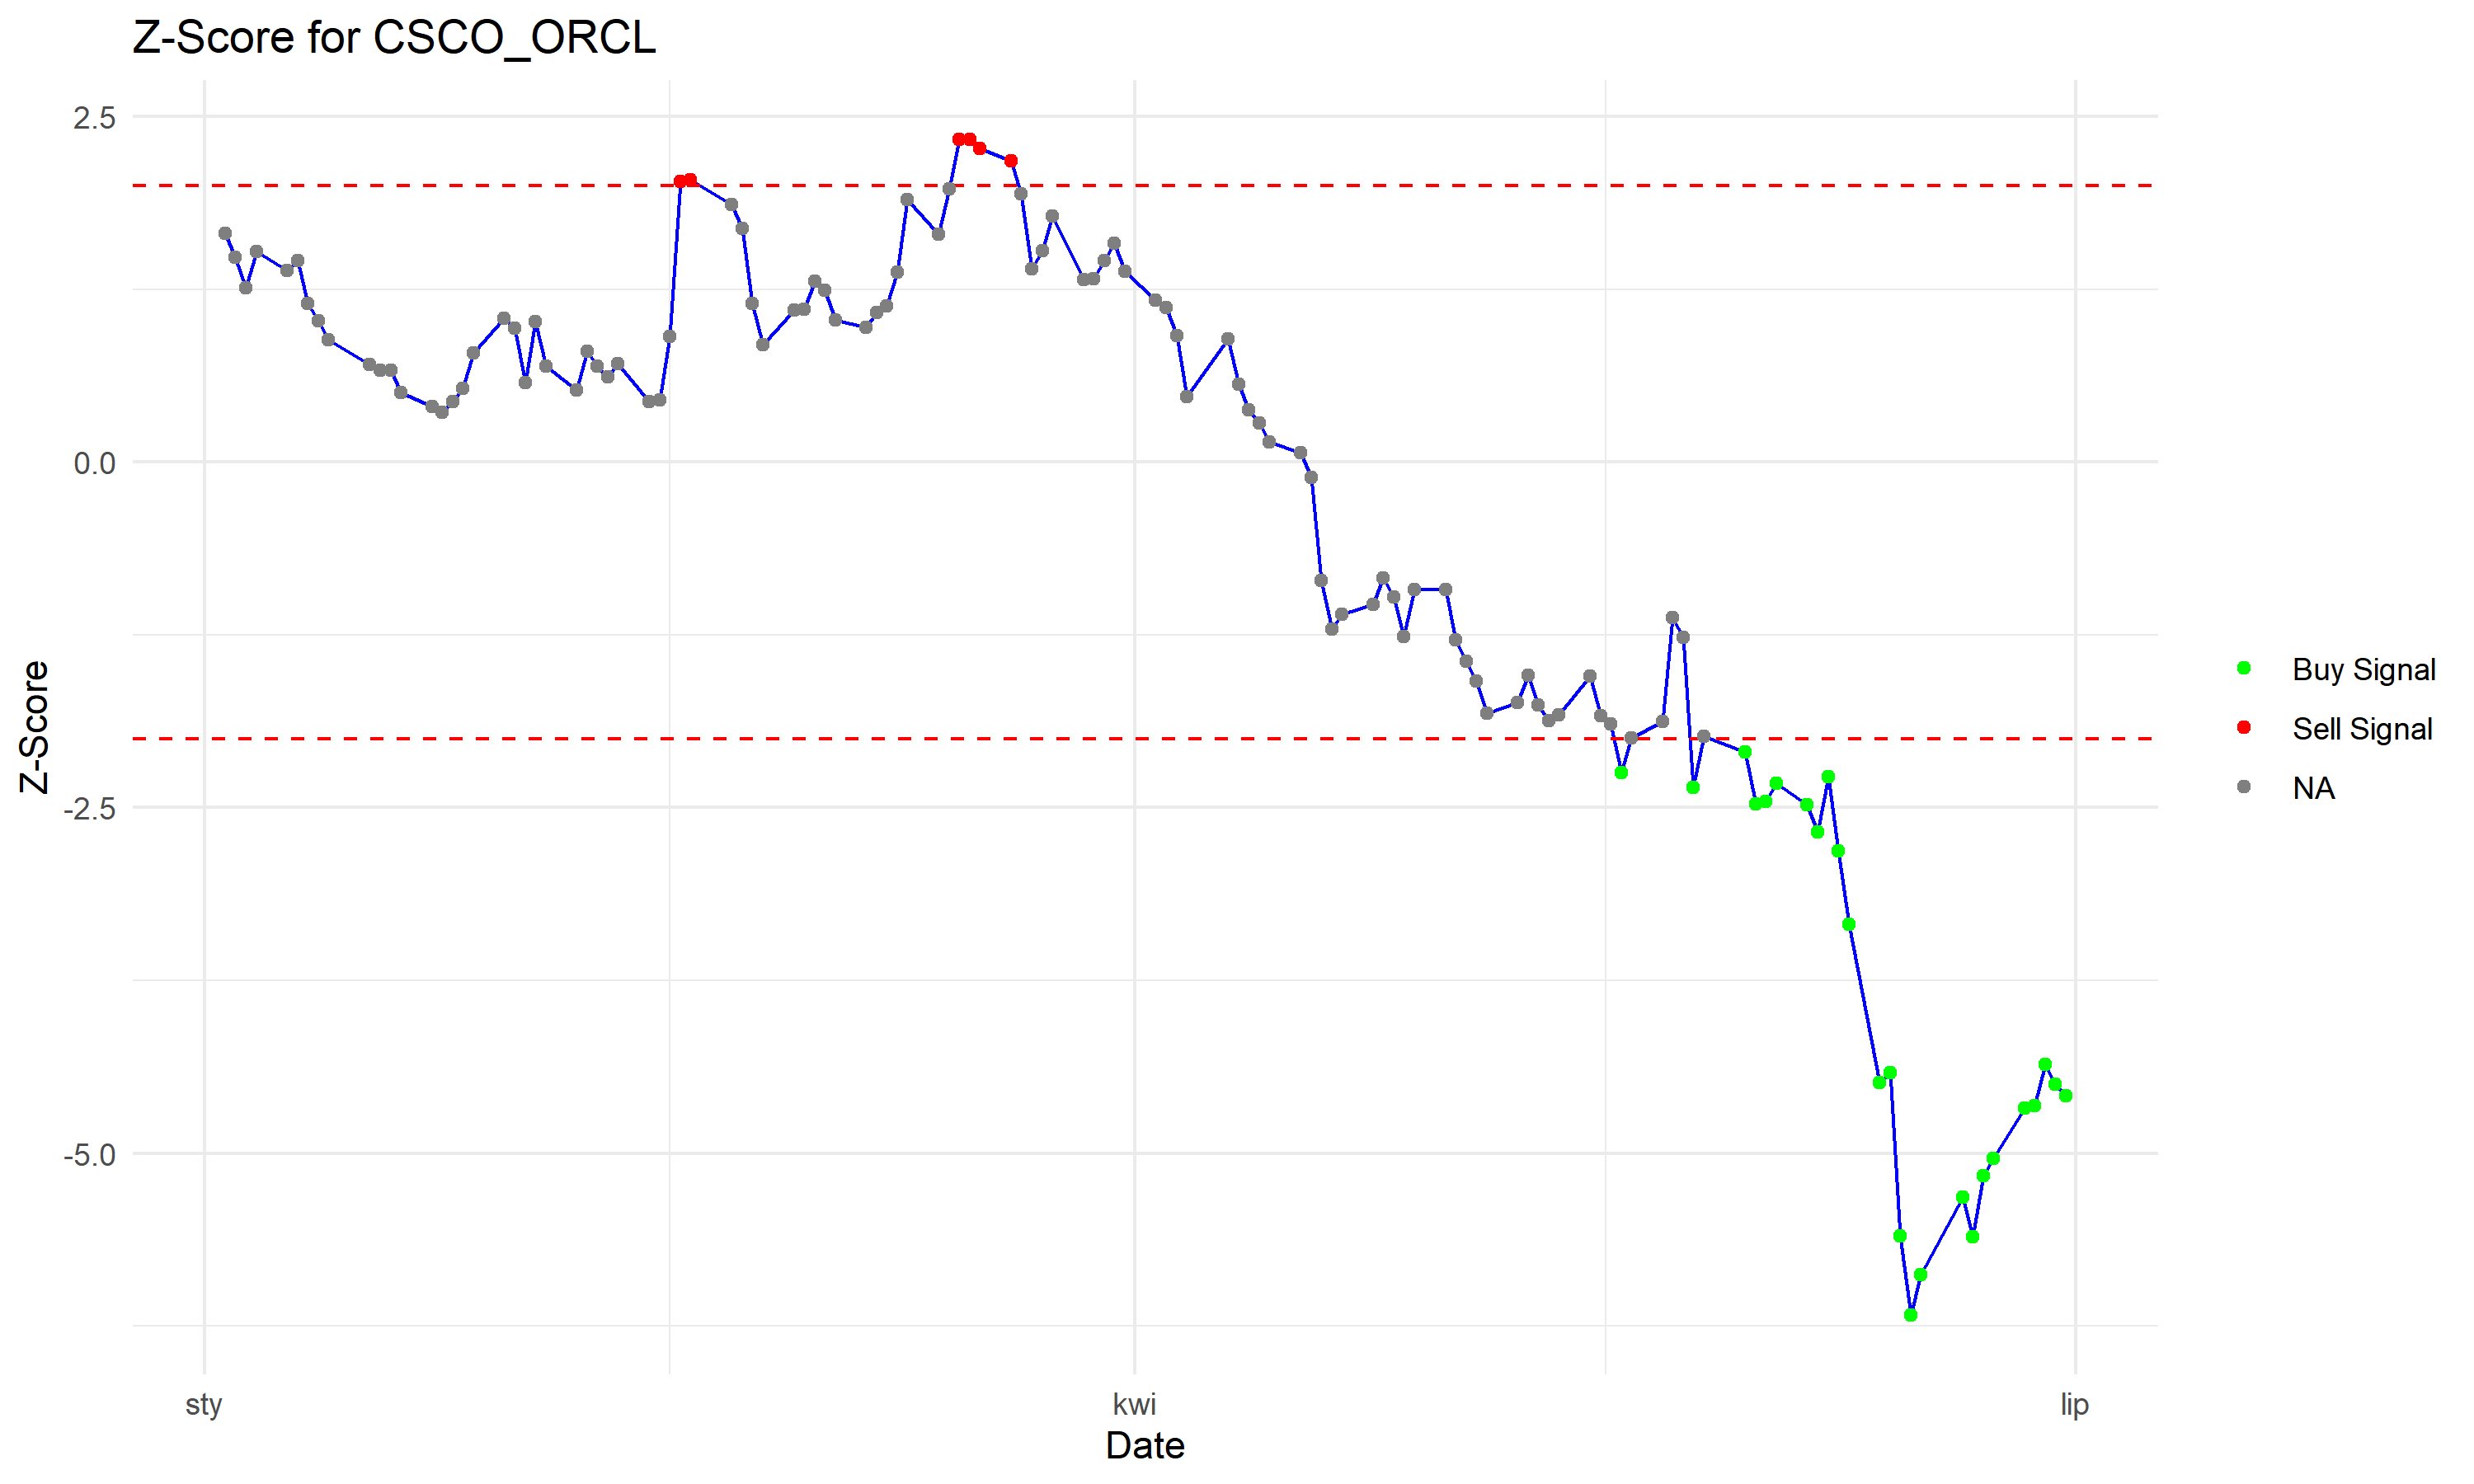 Z-Score for CSCO_ORCL
2.5
0.0
-2.5
-5.0
Z-Score
sty
kwi
lip
Date
Buy Signal
Sell Signal
NA